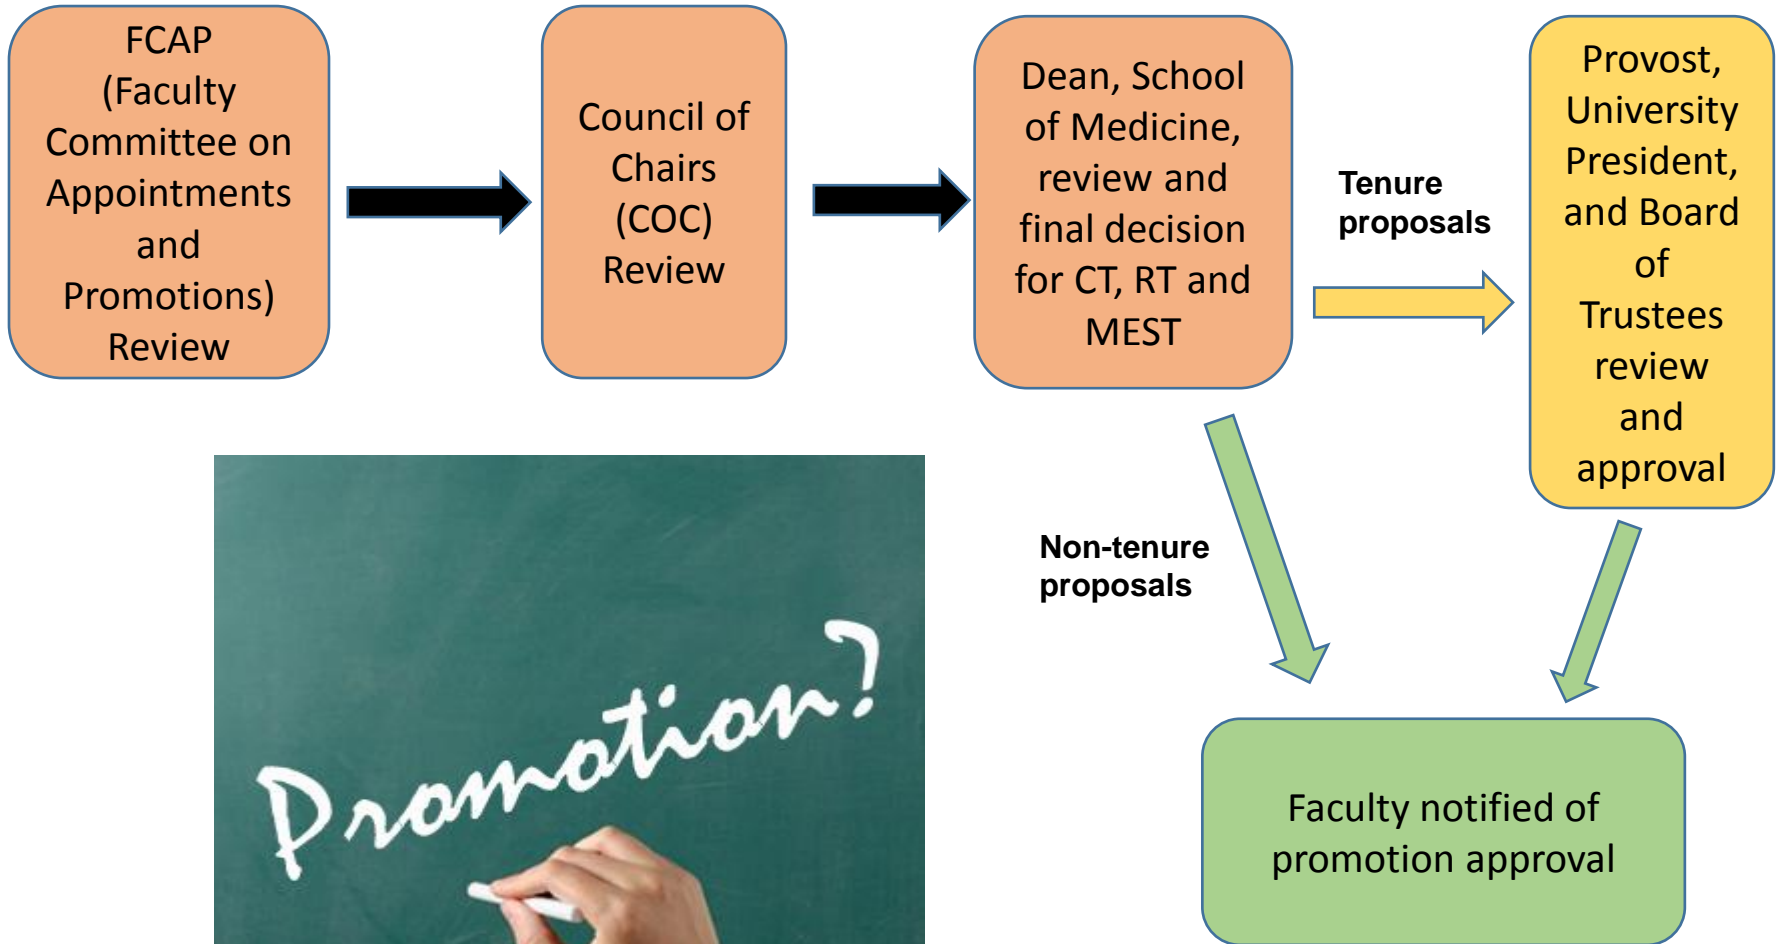 FCAP
(Faculty
Committee on
Appointments
and
Promotions)
Review
Council of
Chairs
(COC)
Review
Dean, School
of Medicine,
review and
final decision
for CT, RT and
MEST
Tenure
proposals
Provost,
University
President,
and Board
of
Trustees
review
and
approval
Non-tenure
proposals
Promotion?
Faculty notified of
promotion approval